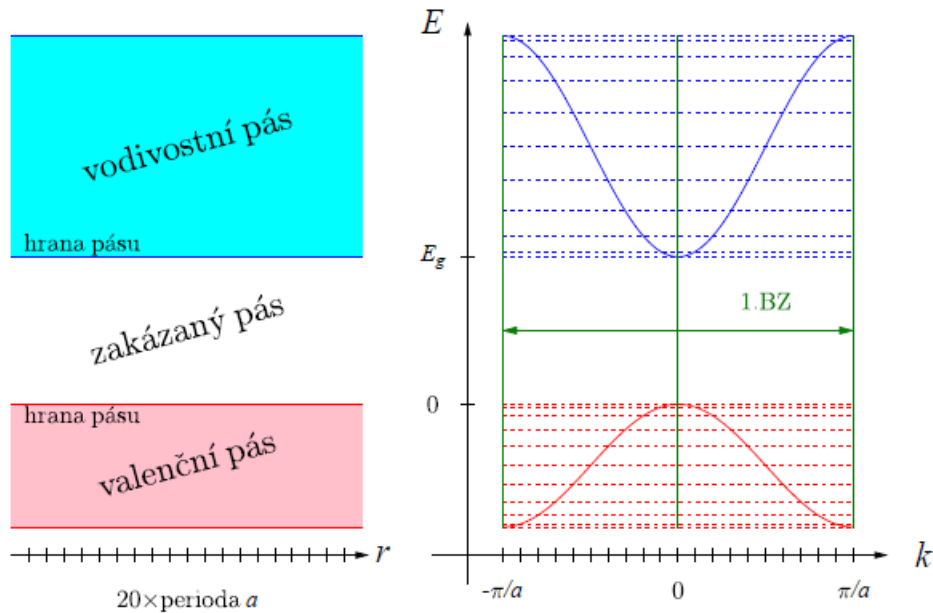 vodivostní pás
hrana pásu
zakázaný pás
hrana pásu
valenční pás
r
20×perioda a
E
E_g
1.BZ
0
-π/a
0
π/a
k